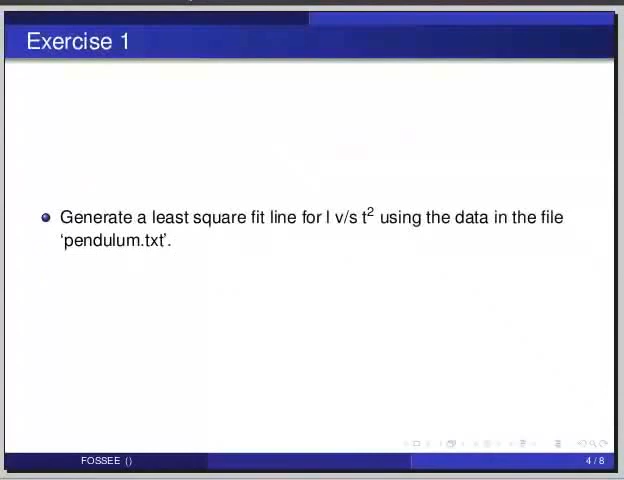 Exercise 1
Generate a least square fit line for l v/s t² using the data in the file
‘pendulum.txt’.
FOSSEE ()
4 / 8